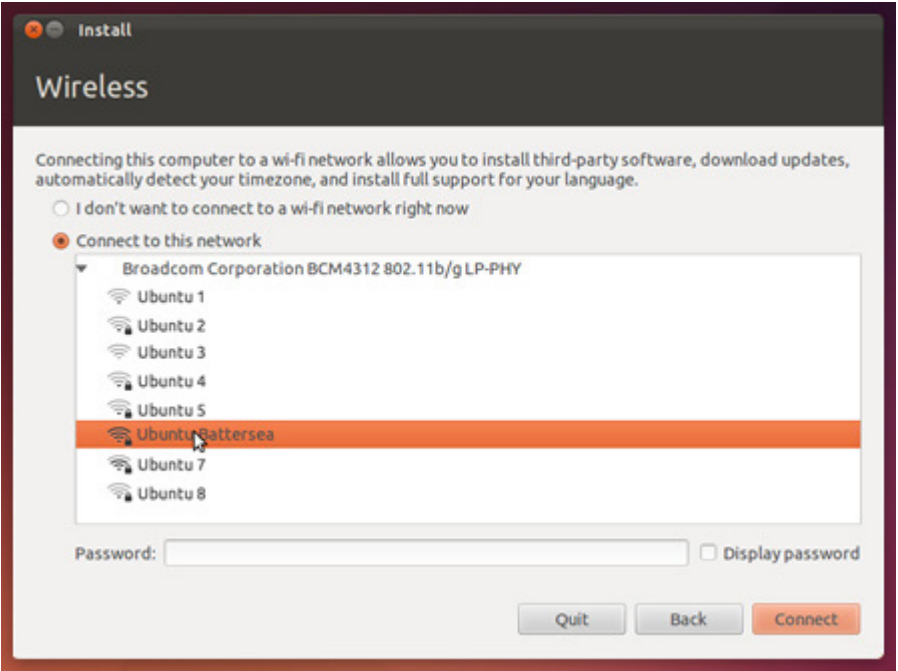 Install
Wireless
Connecting this computer to a wi-fi network allows you to install third-party software, download updates,
automatically detect your timezone, and install full support for your language.
I don't want to connect to a wi-fi network right now
Connect to this network
Broadcom Corporation BCM4312 802.11b/g LP-PHY
Ubuntu 1
Ubuntu 2
Ubuntu 3
Ubuntu 4
Ubuntu 5
Ubuntu Battersea
Ubuntu 7
Ubuntu 8
Password: Display password
Quit Back Connect